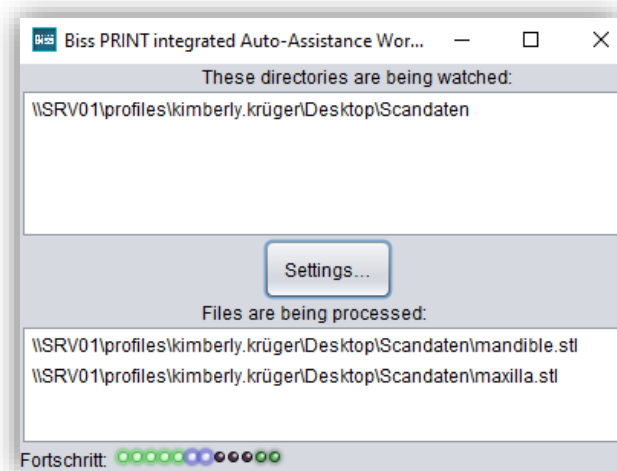 Biss
Biss PRINT integrated Auto-Assistance Wor...
These directories are being watched:
\\SRV01\profiles\kimberly.krüger\Desktop\Scandaten
Settings...
Files are being processed:
\\SRV01\profiles\kimberly.krüger\Desktop\Scandaten\mandible.stl
\\SRV01\profiles\kimberly.krüger\Desktop\Scandaten\maxilla.stl
Fortschritt: